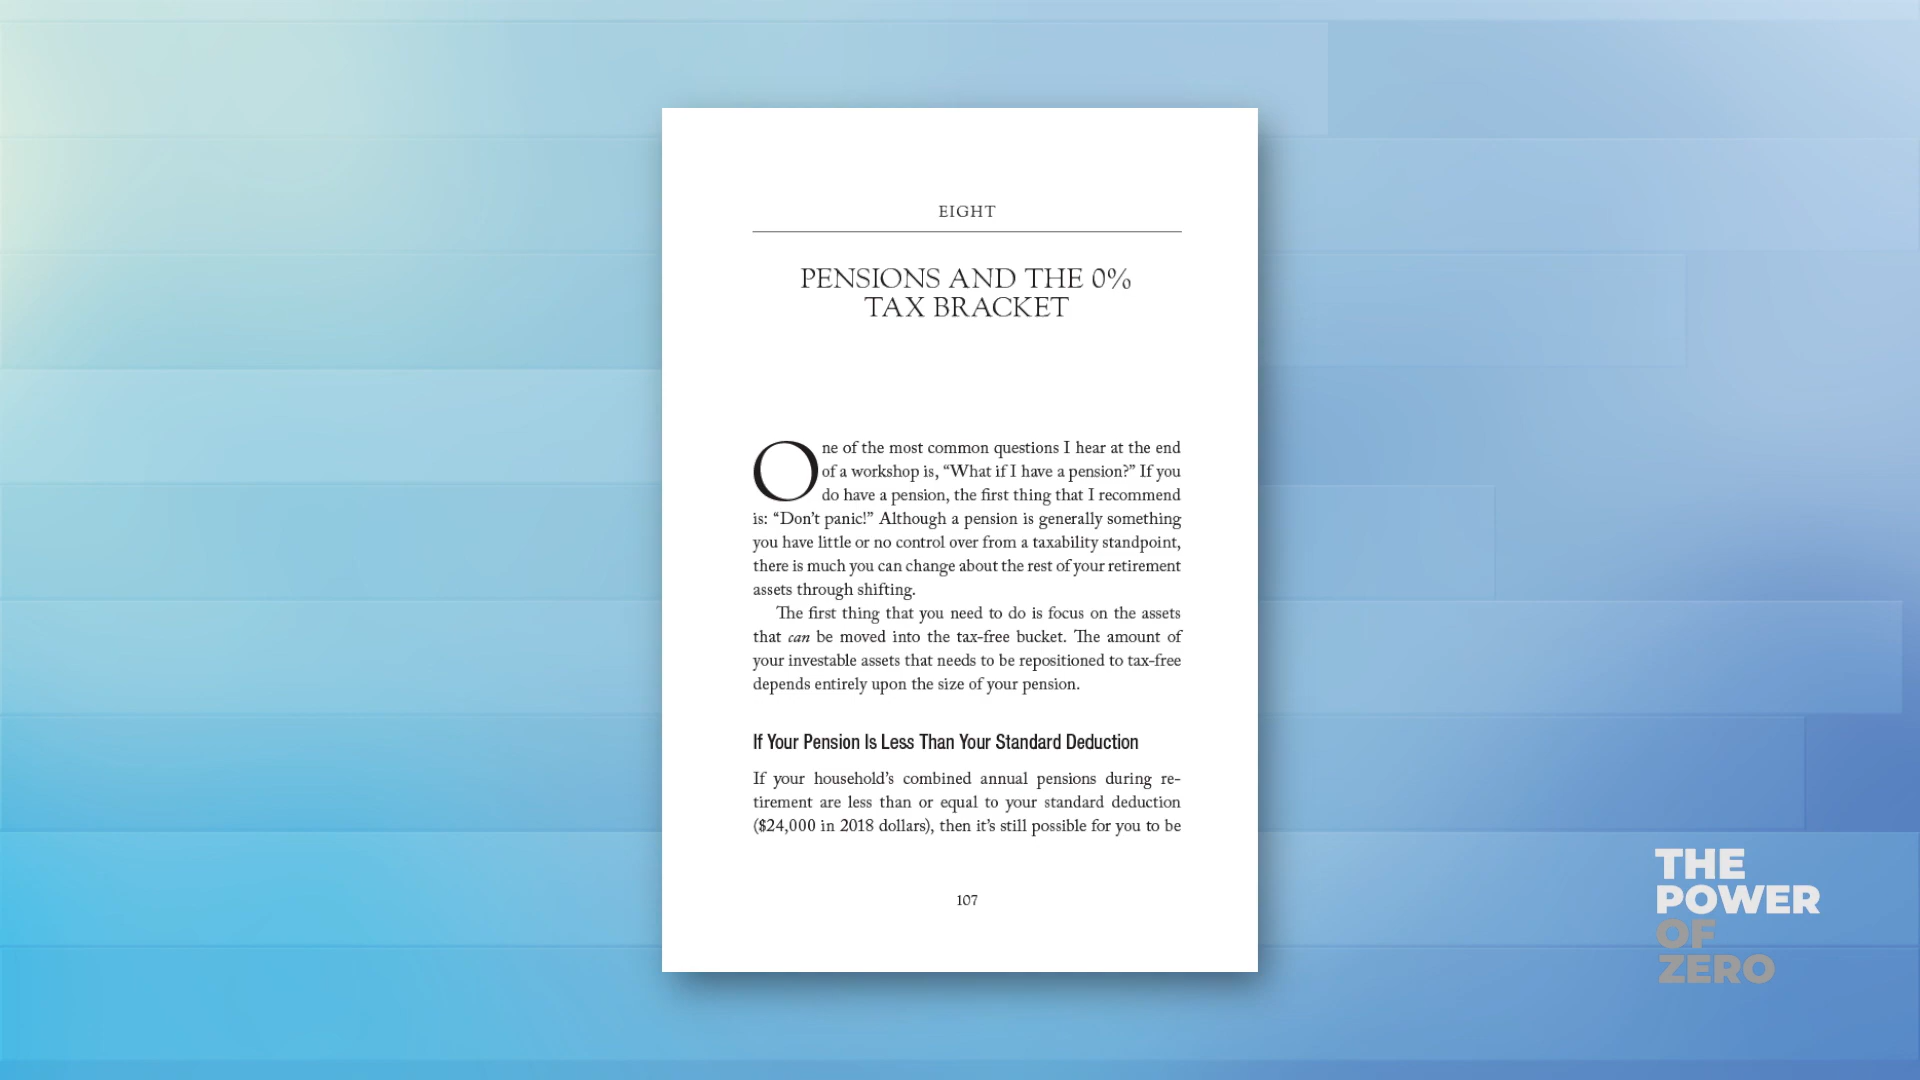 EIGHT
PENSIONS AND THE 0%
TAX BRACKET
One of the most common questions I hear at the end
of a workshop is, “What if I have a pension?” If you
do have a pension, the first thing that I recommend
is: “Don’t panic!” Although a pension is generally something
you have little or no control over from a taxability standpoint,
there is much you can change about the rest of your retirement
assets through shifting.
The first thing that you need to do is focus on the assets
that can be moved into the tax-free bucket. The amount of
your investable assets that needs to be repositioned to tax-free
depends entirely upon the size of your pension.
If Your Pension Is Less Than Your Standard Deduction
If your household’s combined annual pensions during re-
tirement are less than or equal to your standard deduction
($24,000 in 2018 dollars), then it’s still possible for you to be
107
THE
POWER
OF
ZERO